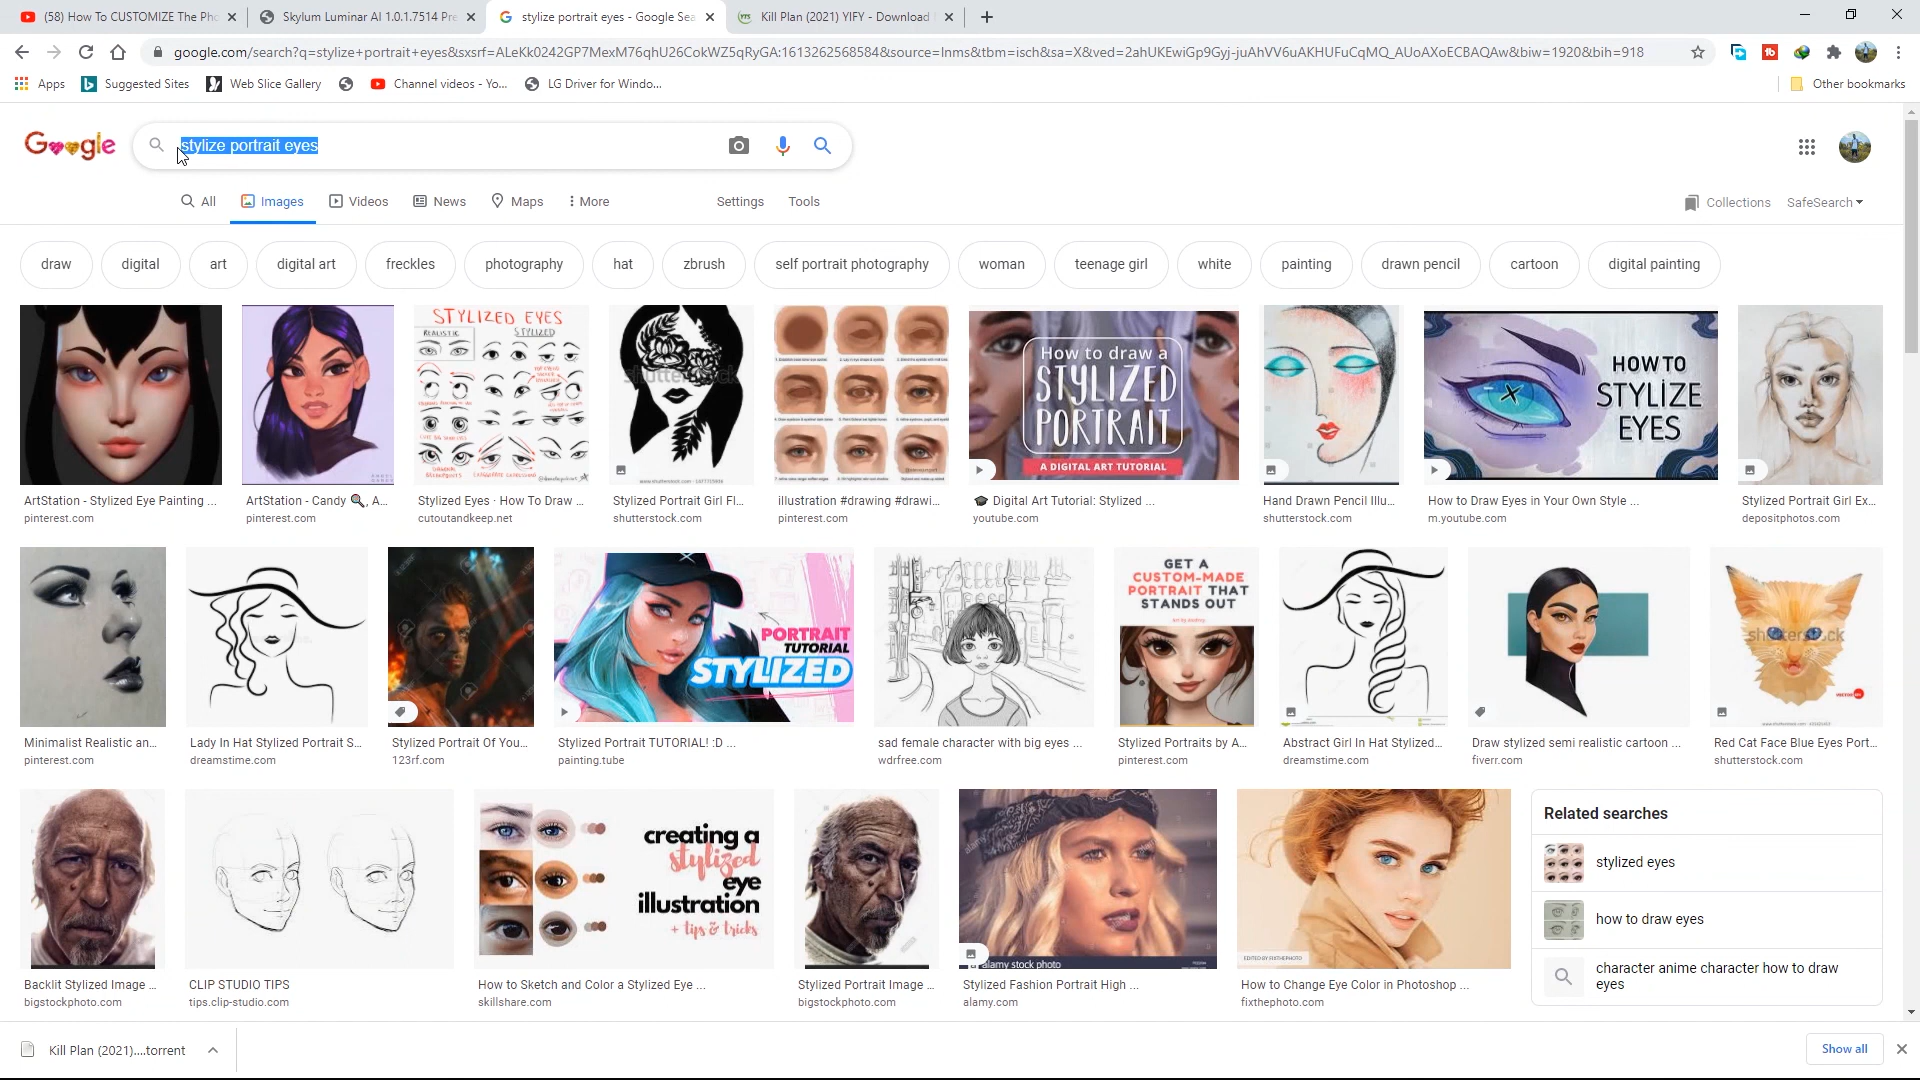 (58) How To CUSTOMIZE The Pho
Skylum Luminar AI 1.0.1.7514 Pre
stylize portrait eyes - Google Sea
Kill Plan (2021) YIFY - Download
google.com/search?q=stylize+portrait+eyes&sxsrf=ALeKk0242GP7MexM76qhU26CokWZ5qRyGA:1613262568584&source=lnms&tbm=isch&sa=X&ved=2ahUKEwiGp9Gyj-juAhVV6uAKHUFuCqMQ_AUoAXoECBAQAw&biw=1920&bih=918
Apps
Suggested Sites
Web Slice Gallery
Channel videos - Yo...
LG Driver for Windo...
Other bookmarks
Google
stylize portrait eyes
All
Images
Videos
News
Maps
More
Settings
Tools
Collections
SafeSearch
draw
digital
art
digital art
freckles
photography
hat
zbrush
self portrait photography
woman
teenage girl
white
painting
drawn pencil
cartoon
digital painting
STYLIZED EYES
REALISTIC
STYLIZED
How to draw a
STYLIZED
PORTRAIT
A DIGITAL ART TUTORIAL
HOW TO
STYLIZE
EYES
ArtStation - Stylized Eye Painting ...
pinterest.com
ArtStation - Candy 🔍, A...
pinterest.com
Stylized Eyes · How To Draw ...
cutoutandkeep.net
Stylized Portrait Girl Fl...
shutterstock.com
illustration #drawing #drawi...
pinterest.com
🎓 Digital Art Tutorial: Stylized ...
youtube.com
Hand Drawn Pencil Illu...
shutterstock.com
How to Draw Eyes in Your Own Style ...
m.youtube.com
Stylized Portrait Girl Ex...
depositphotos.com
PORTRAIT
TUTORIAL
STYLIZED
GET A
CUSTOM-MADE
PORTRAIT THAT
STANDS OUT
shutterstock
Minimalist Realistic an...
pinterest.com
Lady In Hat Stylized Portrait S...
dreamstime.com
Stylized Portrait Of You...
123rf.com
Stylized Portrait TUTORIAL! :D ...
painting.tube
sad female character with big eyes ...
wdrfree.com
Stylized Portraits by A...
pinterest.com
Abstract Girl In Hat Stylized...
dreamstime.com
Draw stylized semi realistic cartoon ...
fiverr.com
Red Cat Face Blue Eyes Port...
shutterstock.com
creating a
stylized
eye
illustration
+ tips & tricks
alamy stock photo
EDITED BY FIXTHEPHOTO
Related searches
stylized eyes
how to draw eyes
character anime character how to draw
eyes
Backlit Stylized Image ...
bigstockphoto.com
CLIP STUDIO TIPS
tips.clip-studio.com
How to Sketch and Color a Stylized Eye ...
skillshare.com
Stylized Portrait Image ...
bigstockphoto.com
Stylized Fashion Portrait High ...
alamy.com
How to Change Eye Color in Photoshop ...
fixthephoto.com
Kill Plan (2021)....torrent
Show all